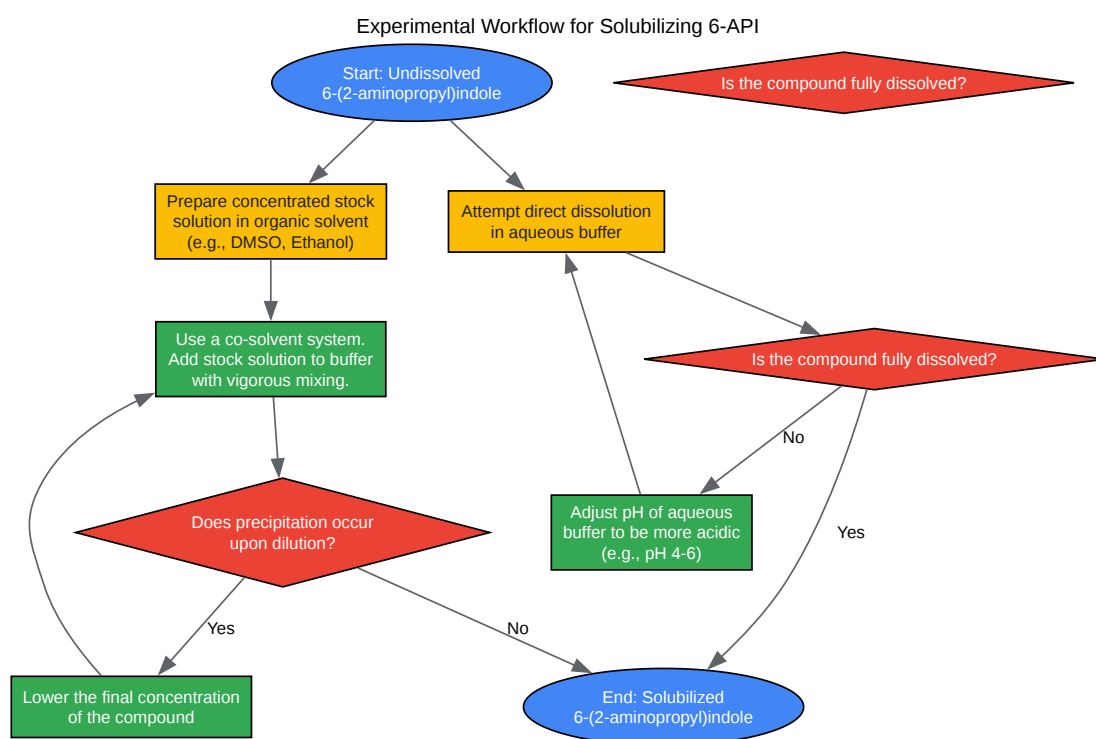 Experimental Workflow for Solubilizing 6-API
Start: Undissolved
6-(2-aminopropyl)indole
Is the compound fully dissolved?
Prepare concentrated stock
solution in organic solvent
(e.g., DMSO, Ethanol)
Attempt direct dissolution
in aqueous buffer
Use a co-solvent system.
Add stock solution to buffer
with vigorous mixing.
Is the compound fully dissolved?
No
Does precipitation occur
upon dilution?
Adjust pH of aqueous
buffer to be more acidic
(e.g., pH 4-6)
Yes
Yes
No
Lower the final concentration
of the compound
End: Solubilized
6-(2-aminopropyl)indole